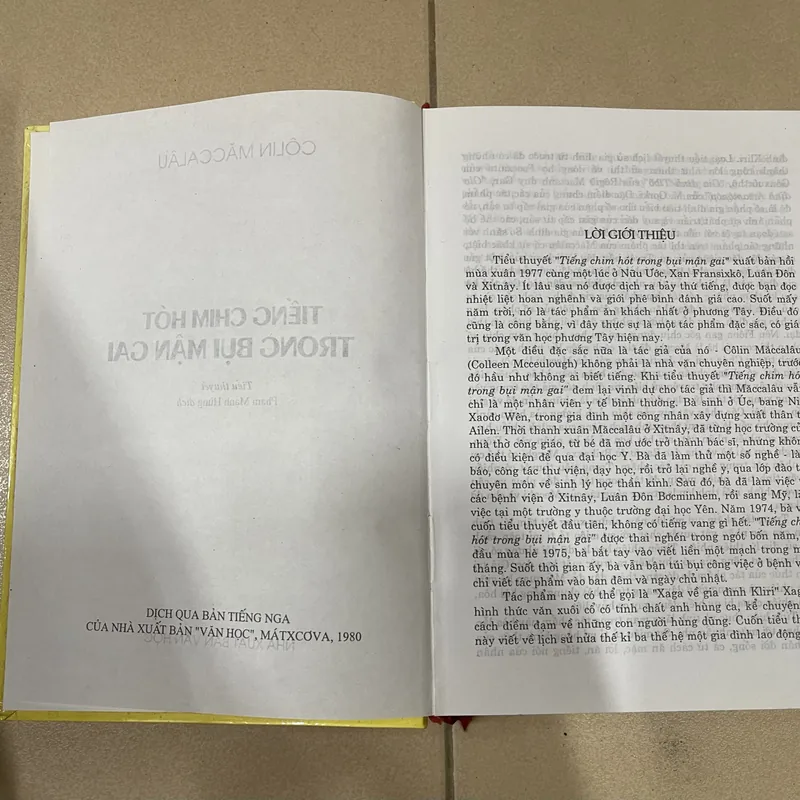 DỊCH QUA BẢN TIẾNG NGA
CỦA NHÀ XUẤT BẢN "VĂN HỌC", MÁTXCƠVA, 1980
CÔLIN MĂCCALÂU
TIẾNG CHIM HÓT
TRONG BỤI MẬN GAI
Tiểu thuyết
Phạm Mạnh Hùng dịch
LỜI GIỚI THIỆU
Tiểu thuyết "Tiếng chim hót trong bụi mận gai" xuất bản hồi
mùa xuân 1977 cùng một lúc ở Nữu Ước, Xan Fransixkô, Luân Đôn
và Xitnây. Ít lâu sau nó được dịch ra bảy thứ tiếng, được bạn đọc
nhiệt liệt hoan nghênh và giới phê bình đánh giá cao. Suốt mấy
năm trời, nó là tác phẩm ăn khách nhất ở phương Tây. Điều đó
cũng là công bằng, vì đây thực sự là một tác phẩm đặc sắc, có giá
trị trong văn học phương Tây hiện nay.
Một điều đặc sắc nữa là tác giả của nó - Côlin Măccalâu
(Colleen Mcceulough) không phải là nhà văn chuyên nghiệp, trước
đó hầu như không ai biết tiếng. Khi tiểu thuyết "Tiếng chim hót
trong bụi mận gai" đem lại vinh dự cho tác giả thì Măccalâu vẫn
chỉ là một nhân viên y tế bình thường. Bà sinh ở Úc, bang Ni
Xaođơ Wên, trong gia đình một công nhân xây dựng xuất thân t
Ailen. Thời thanh xuân Măccalâu ở Xitnây, đã từng học trường củ
nhà thờ công giáo, từ bé đã mơ ước trở thành bác sĩ, nhưng khôn
có điều kiện để qua đại học Y. Bà đã làm thử một số nghề - là
báo, công tác thư viện, dạy học, rồi trở lại nghề y, qua lớp đào t
chuyên môn về sinh lý học thần kinh. Sau đó, bà đã làm việc
các bệnh viện ở Xitnây, Luân Đôn Bơcminhem, rồi sang Mỹ, l
việc tại một trường y thuộc trường đại học Yên. Năm 1974, bà v
cuốn tiểu thuyết đầu tiên, không có tiếng vang gì hết. "Tiếng c
hót trong bụi mận gai" được thai nghén trong ngót bốn năm,
đầu mùa hè 1975, bà bắt tay vào viết liền một mạch trong m
tháng. Suốt thời gian ấy, bà vẫn bận túi bụi công việc ở bệnh v
chỉ viết tác phẩm vào ban đêm và ngày chủ nhật.
Tác phẩm này có thể gọi là "Xaga về gia đình Kliri" Xag
hình thức văn xuôi cổ có tính chất anh hùng ca, kể chuyện
cách điềm đạm về những con người hùng dũng. Cuốn tiểu th
này viết về lịch sử nửa thế kỉ ba thế hệ một gia đình lao động